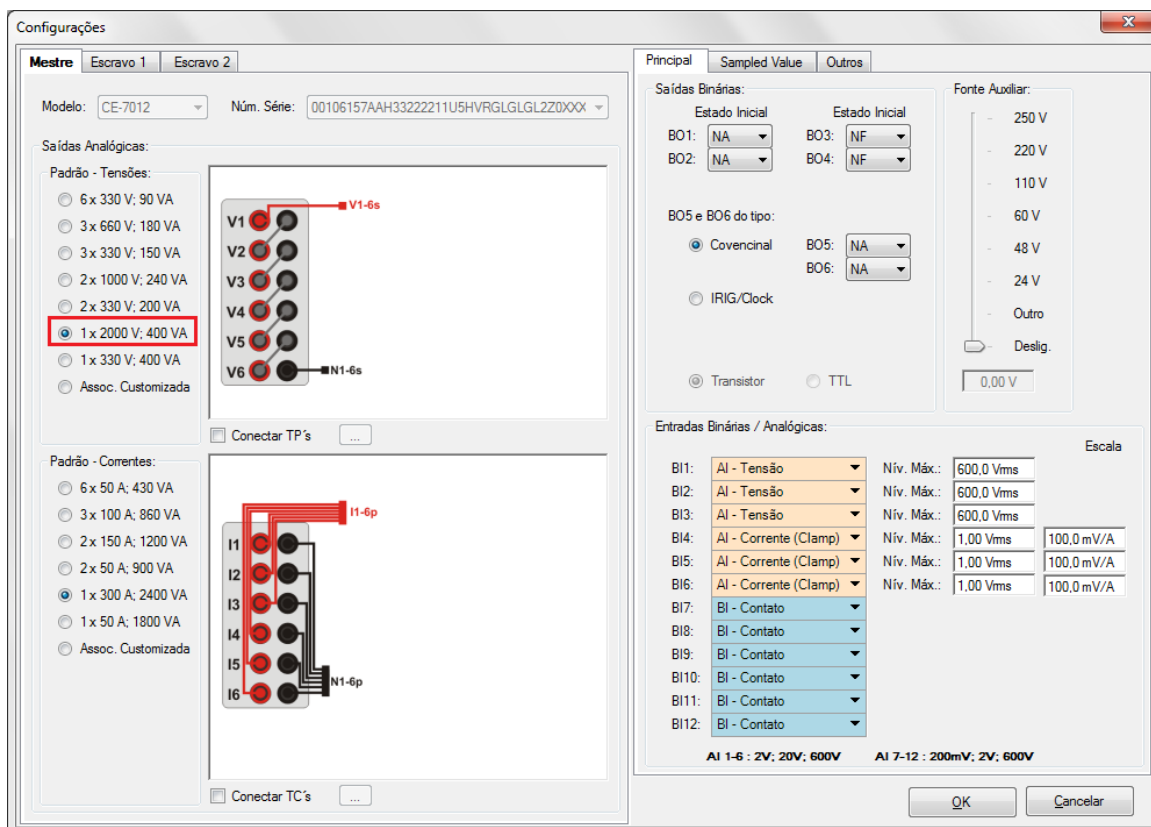 Configurações
Mestre Escravo 1 Escravo 2
Modelo: CE-7012 Núm. Série: 00106157AAH33222211U5HVRGLGLGL2Z0XXX
Saídas Analógicas:
Padrão - Tensões:
6 x 330 V; 90 VA
3 x 660 V; 180 VA
3 x 330 V; 150 VA
2 x 1000 V; 240 VA
2 x 330 V; 200 VA
1 x 2000 V; 400 VA
1 x 330 V; 400 VA
Assoc. Customizada
V1 V1-6s
V2
V3
V4
V5
V6 N1-6s
Conectar TP´s ...
Padrão - Correntes:
6 x 50 A; 430 VA
3 x 100 A; 860 VA
2 x 150 A; 1200 VA
2 x 50 A; 900 VA
1 x 300 A; 2400 VA
1 x 50 A; 1800 VA
Assoc. Customizada
I1-6p
I1
I2
I3
I4
I5
I6
N1-6p
Conectar TC´s ...
Principal Sampled Value Outros
Saídas Binárias:
Estado Inicial Estado Inicial
BO1: NA BO3: NF
BO2: NA BO4: NF
BO5 e BO6 do tipo:
Covencinal BO5: NA
BO6: NA
IRIG/Clock
Transistor TTL
Fonte Auxiliar:
250 V
220 V
110 V
60 V
48 V
24 V
Outro
Deslig.
0,00 V
Entradas Binárias / Analógicas:
Escala
BI1: AI - Tensão Nív. Máx.: 600,0 Vrms
BI2: AI - Tensão Nív. Máx.: 600,0 Vrms
BI3: AI - Tensão Nív. Máx.: 600,0 Vrms
BI4: AI - Corrente (Clamp) Nív. Máx.: 1,00 Vrms 100,0 mV/A
BI5: AI - Corrente (Clamp) Nív. Máx.: 1,00 Vrms 100,0 mV/A
BI6: AI - Corrente (Clamp) Nív. Máx.: 1,00 Vrms 100,0 mV/A
BI7: BI - Contato
BI8: BI - Contato
BI9: BI - Contato
BI10: BI - Contato
BI11: BI - Contato
BI12: BI - Contato
AI 1-6 : 2V; 20V; 600V AI 7-12 : 200mV; 2V; 600V
OK Cancelar